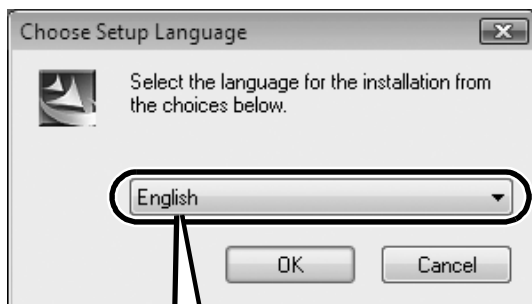 Choose Setup Language
Select the language for the installation from
the choices below.
English
OK
Cancel